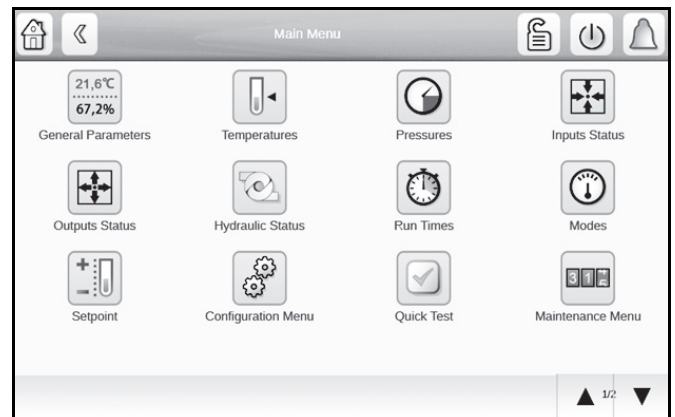 Main Menu
21,6°C
67,2%
General Parameters
Temperatures
Pressures
Inputs Status
Outputs Status
Hydraulic Status
Run Times
Modes
Setpoint
Configuration Menu
Quick Test
Maintenance Menu
1/2